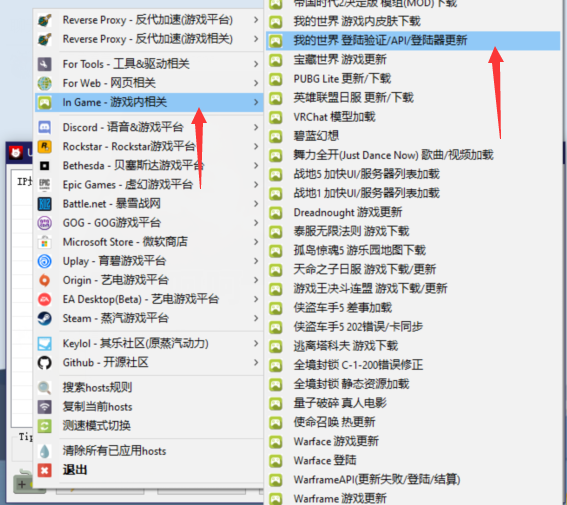 Reverse Proxy - 反代加速(游戏平台)
Reverse Proxy - 反代加速(游戏相关)
For Tools - 工具&驱动相关
For Web - 网页相关
In Game - 游戏内相关
Discord - 语音&游戏平台
Rockstar - Rockstar游戏平台
Bethesda - 贝塞斯达游戏平台
Epic Games - 虚幻游戏平台
Battle.net - 暴雪战网
GOG - GOG游戏平台
Microsoft Store - 微软商店
Uplay - 育碧游戏平台
Origin - 艺电游戏平台
EA Desktop(Beta) - 艺电游戏平台
Steam - 蒸汽游戏平台
Keylol - 其乐社区(原蒸汽动力)
Github - 开源社区
搜索hosts规则
复制当前hosts
测速模式切换
清除所有已应用hosts
退出
帝国时代2决定版 模组(MOD)下载
我的世界 游戏内皮肤下载
我的世界 登陆验证/API/登陆器更新
宝藏世界 游戏更新
PUBG Lite 更新/下载
英雄联盟日服 更新/下载
VRChat 模型加载
碧蓝幻想
舞力全开(Just Dance Now) 歌曲/视频加载
战地5 加快UI/服务器列表加载
战地1 加快UI/服务器列表加载
Dreadnought 游戏更新
泰服无限法则 游戏下载
孤岛惊魂5 游乐园地图下载
天命之子日服 游戏下载/更新
游戏王决斗连盟 游戏下载/更新
侠盗车手5 差事加载
侠盗车手5 202错误/卡同步
逃离塔科夫 游戏下载
全境封锁 C-1-200错误修正
全境封锁 静态资源加载
量子破碎 真人电影
使命召唤 热更新
Warface 游戏更新
Warface 登陆
WarframeAPI(更新失败/登陆/结算)
Warframe 游戏更新
Tip